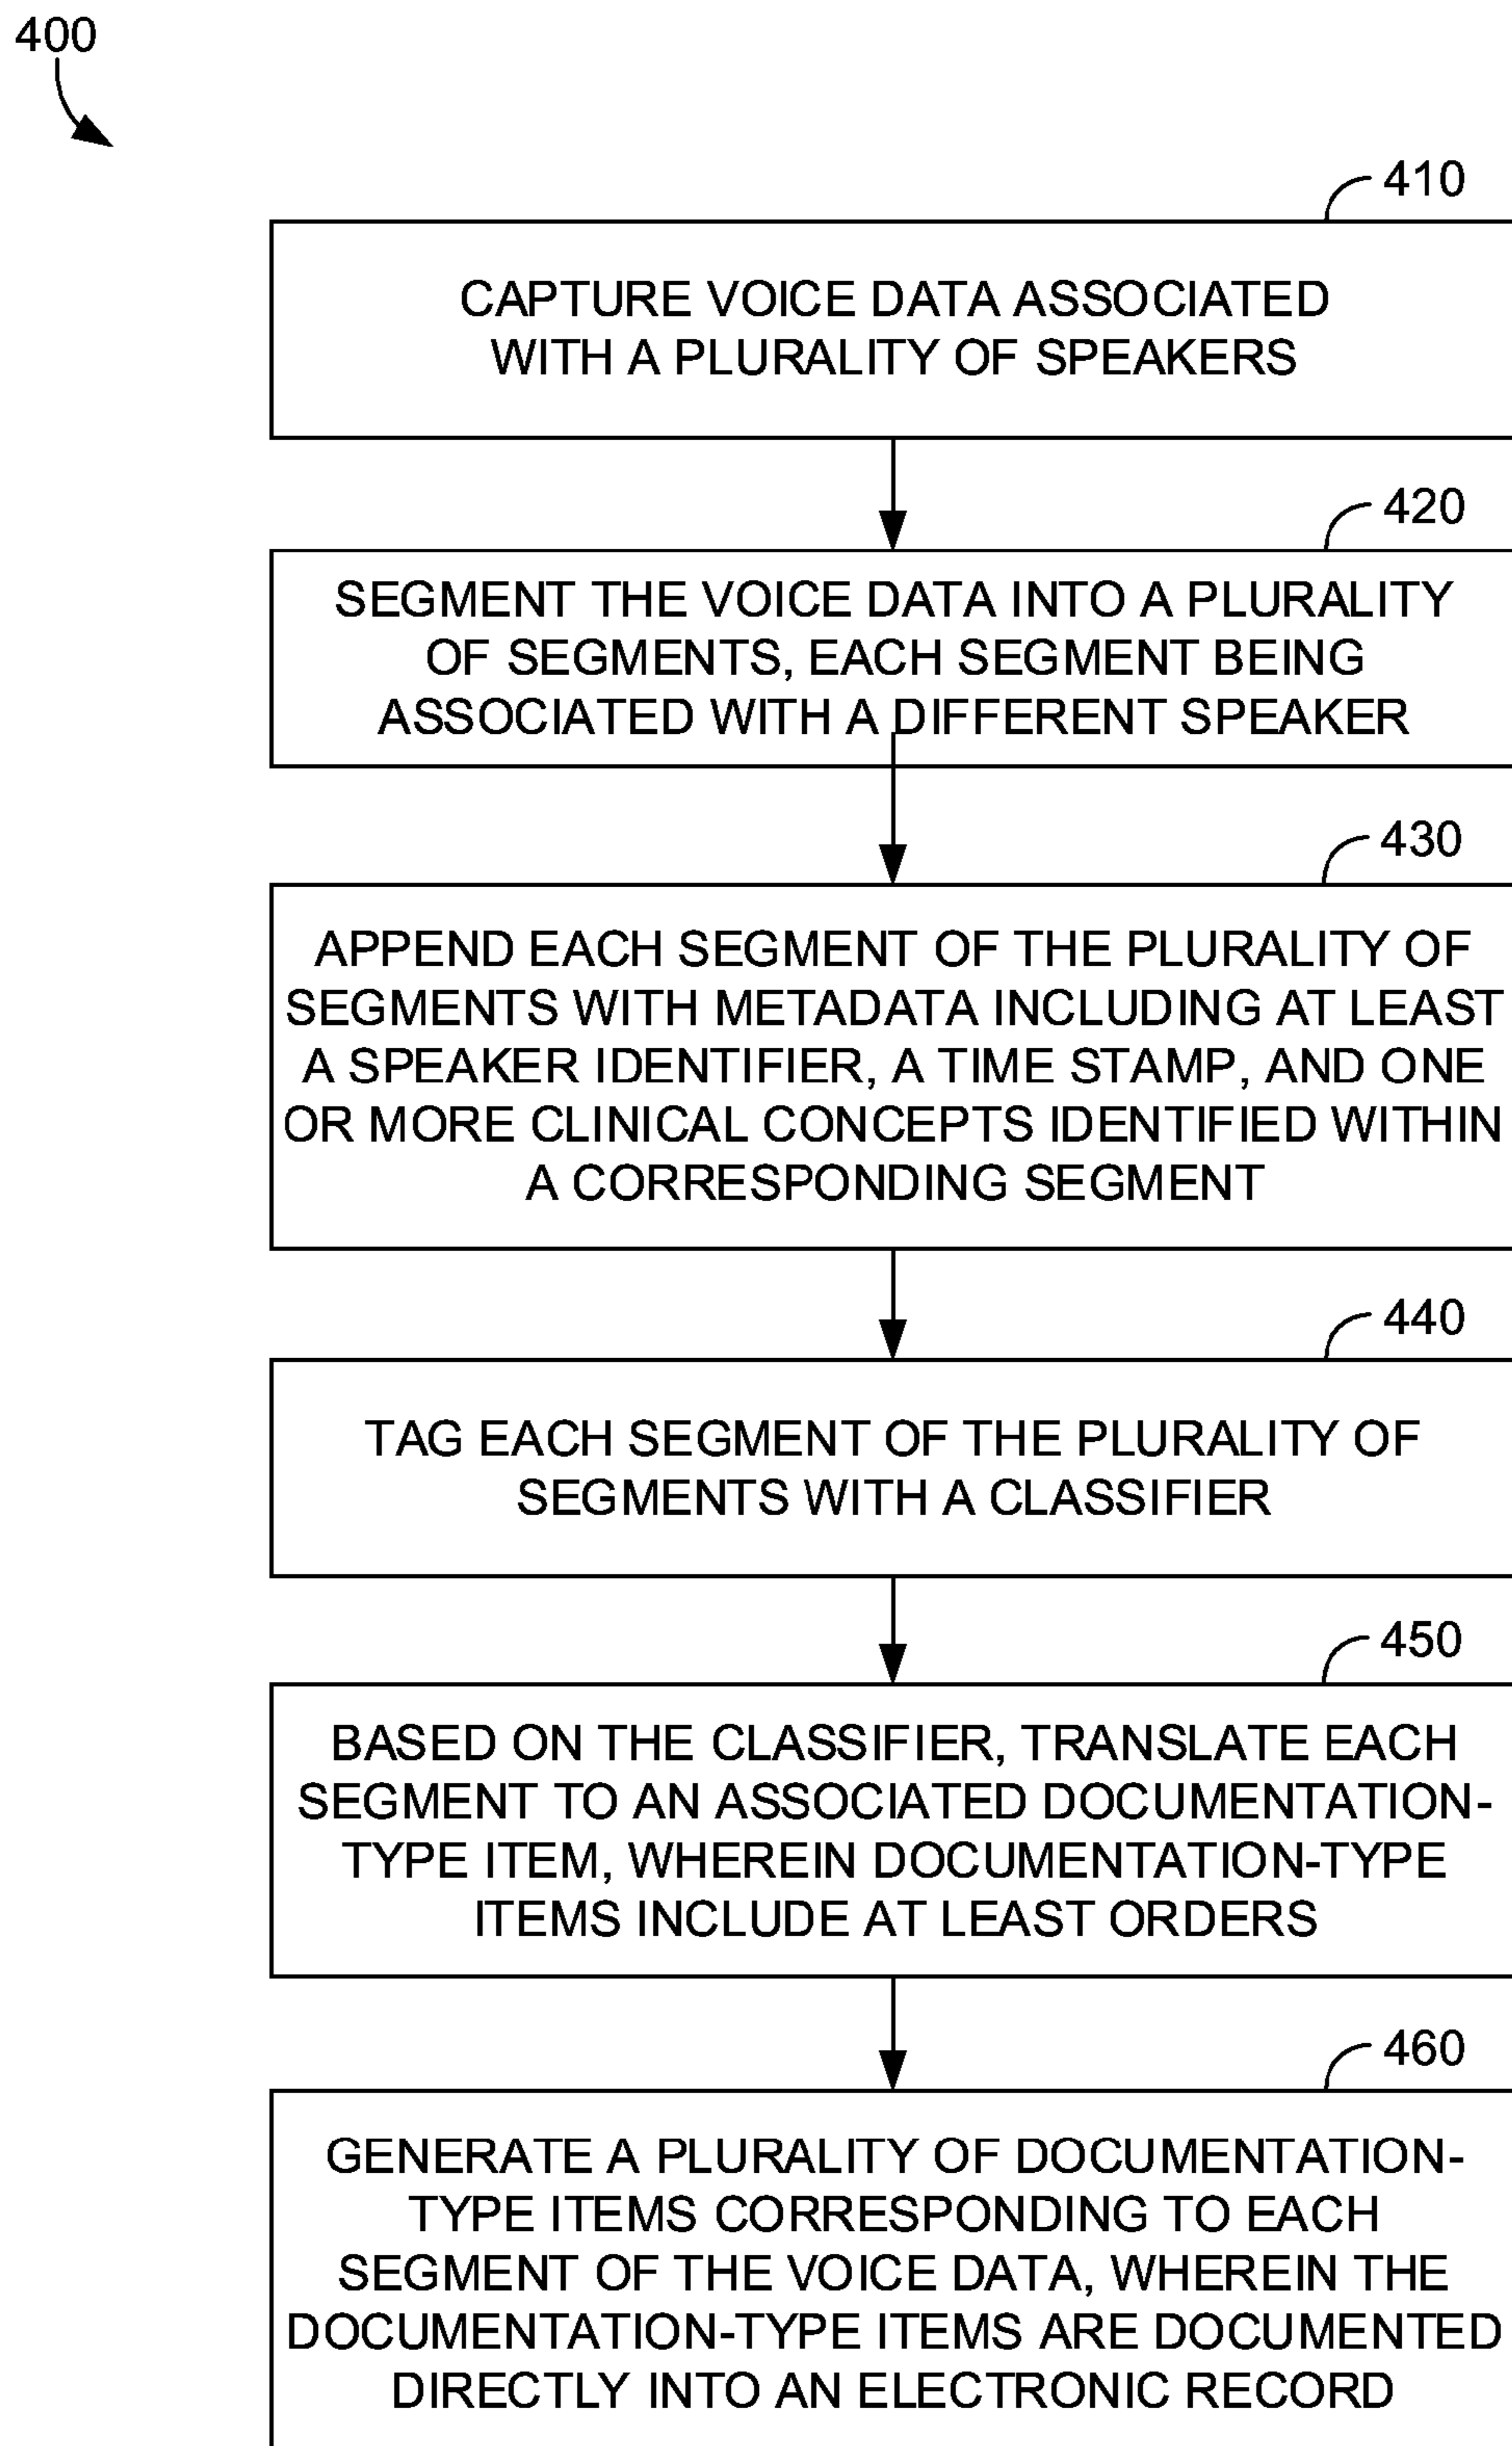 400
410
CAPTURE VOICE DATA ASSOCIATED
WITH A PLURALITY OF SPEAKERS
420
SEGMENT THE VOICE DATA INTO A PLURALITY
OF SEGMENTS, EACH SEGMENT BEING
ASSOCIATED WITH A DIFFERENT SPEAKER
430
APPEND EACH SEGMENT OF THE PLURALITY OF
SEGMENTS WITH METADATA INCLUDING AT LEAST
A SPEAKER IDENTIFIER, A TIME STAMP, AND ONE
OR MORE CLINICAL CONCEPTS IDENTIFIED WITHIN
A CORRESPONDING SEGMENT
440
TAG EACH SEGMENT OF THE PLURALITY OF
SEGMENTS WITH A CLASSIFIER
450
BASED ON THE CLASSIFIER, TRANSLATE EACH
SEGMENT TO AN ASSOCIATED DOCUMENTATION-
TYPE ITEM, WHEREIN DOCUMENTATION-TYPE
ITEMS INCLUDE AT LEAST ORDERS
460
GENERATE A PLURALITY OF DOCUMENTATION-
TYPE ITEMS CORRESPONDING TO EACH
SEGMENT OF THE VOICE DATA, WHEREIN THE
DOCUMENTATION-TYPE ITEMS ARE DOCUMENTED
DIRECTLY INTO AN ELECTRONIC RECORD